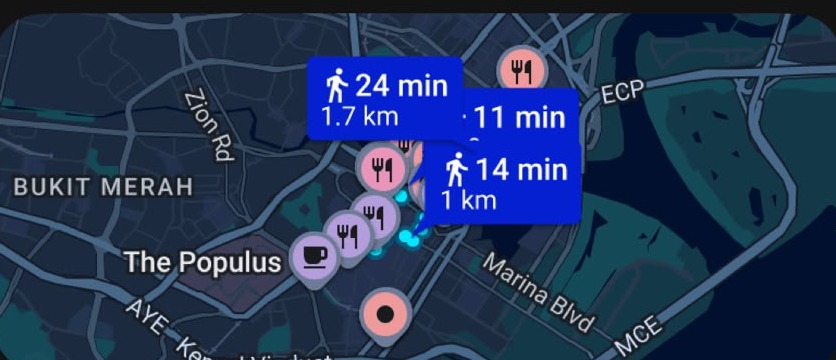 24 min
1.7 km
ECP
11 min
Zion Rd
14 min
1 km
BUKIT MERAH
The Populus
Marina Blvd
AYE
MCE